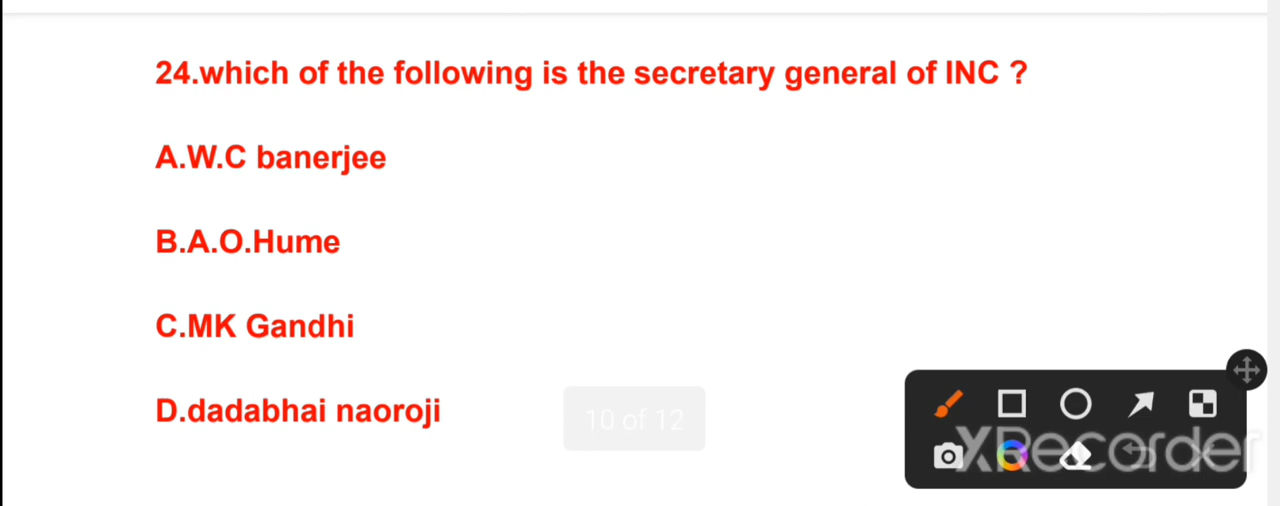 24.which of the following is the secretary general of INC ?
A.W.C banerjee
B.A.O.Hume
C.MK Gandhi
D.dadabhai naoroji
10 of 12
XRecorder